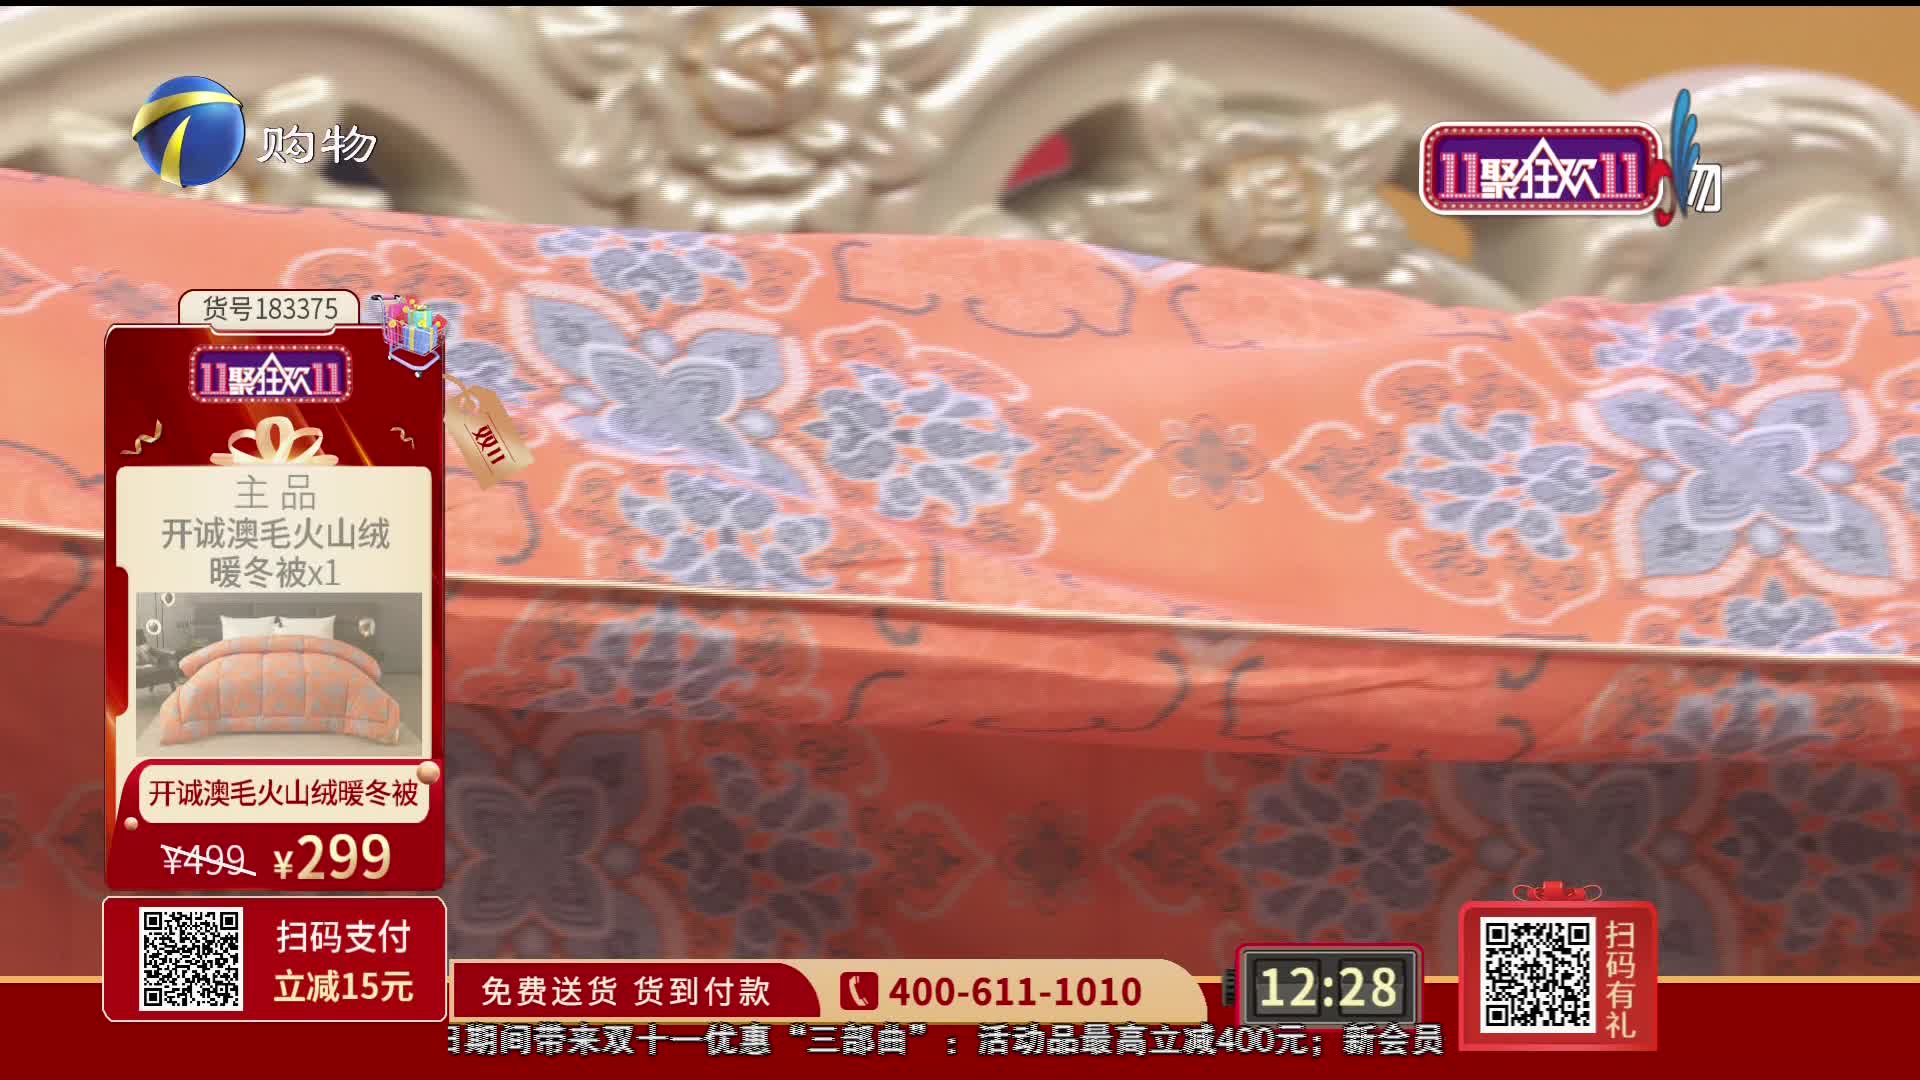 购物
11聚狂欢11
物
货号183375
11聚狂欢11
双11
主 品
开诚澳毛火山绒
暖冬被x1
开诚澳毛火山绒暖冬被
¥499 ¥299
扫码支付
立减15元
免费送货 货到付款
400-611-1010
12:28
扫码有礼
日期间带来双十一优惠“三部曲”：活动品最高立减400元；新会员